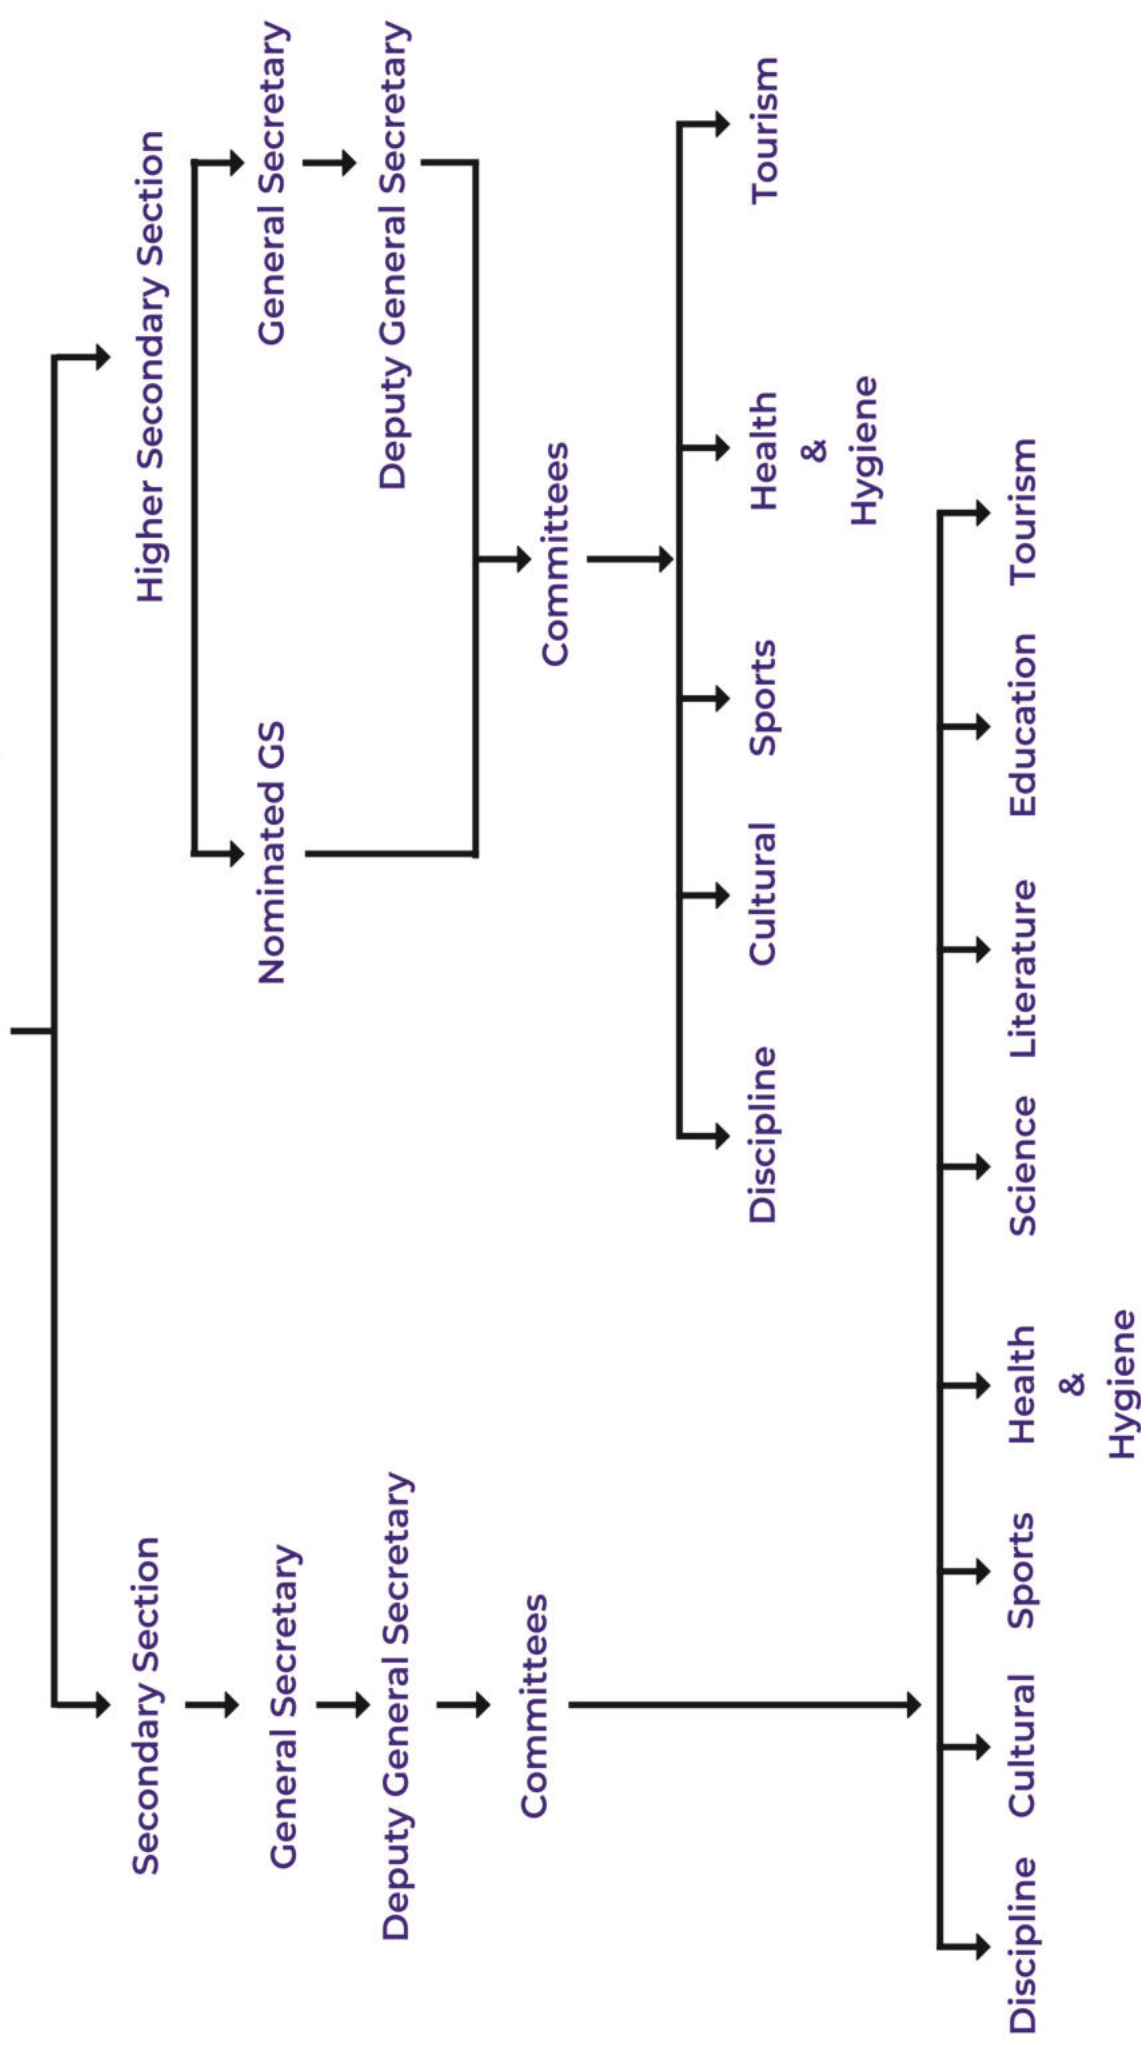 Secondary Section
Higher Secondary Section
General Secretary
Nominated GS
General Secretary
Deputy General Secretary
Deputy General Secretary
Committees
Committees
Discipline
Cultural
Sports
Health
&
Hygiene
Tourism
Discipline
Cultural
Sports
Health
&
Hygiene
Science
Literature
Education
Tourism